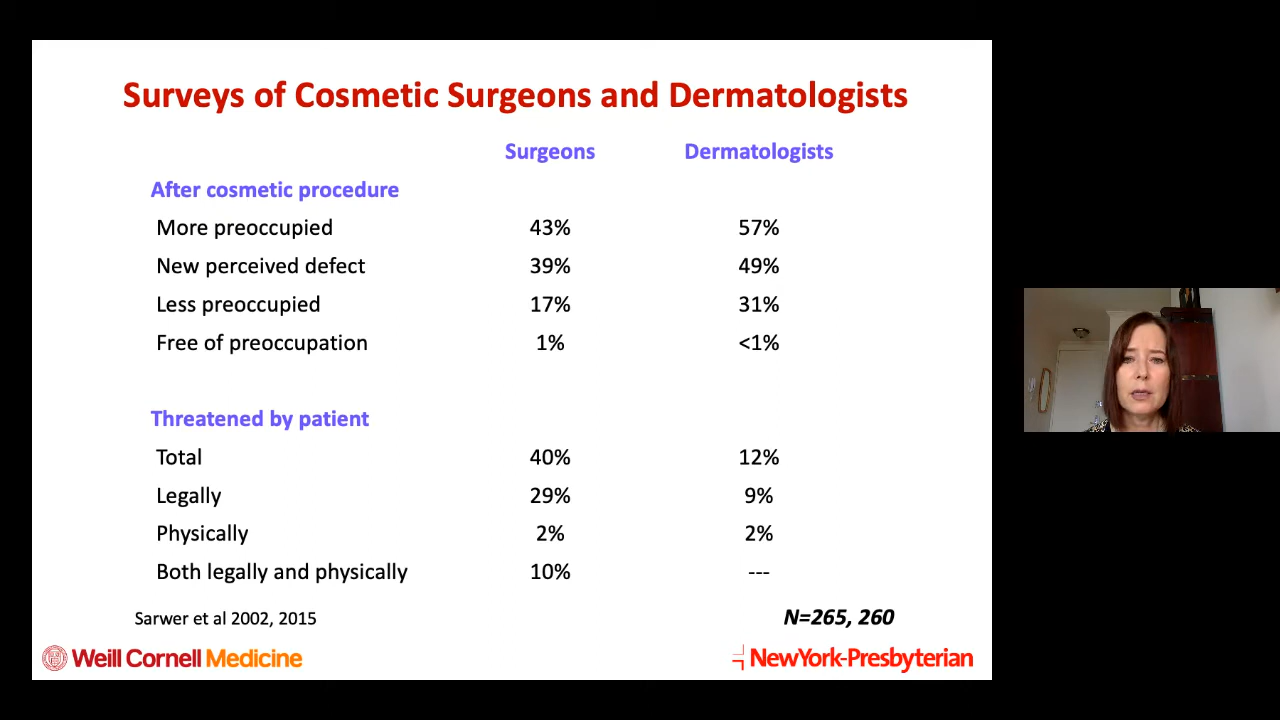 Surveys of Cosmetic Surgeons and Dermatologists
Surgeons Dermatologists
After cosmetic procedure
More preoccupied 43% 57%
New perceived defect 39% 49%
Less preoccupied 17% 31%
Free of preoccupation 1% <1%
Threatened by patient
Total 40% 12%
Legally 29% 9%
Physically 2% 2%
Both legally and physically 10% ---
Sarwer et al 2002, 2015 N=265, 260
Weill Cornell Medicine NewYork-Presbyterian